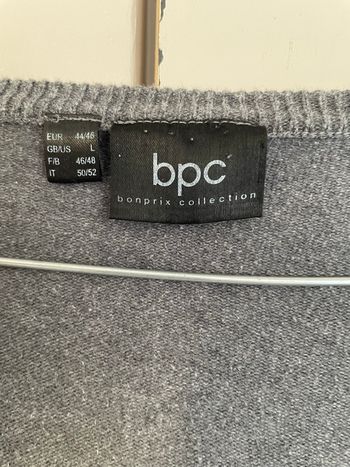 EUR 44/46
GB/US L
F/B 46/48
IT 50/52
bpc
bonprix collection